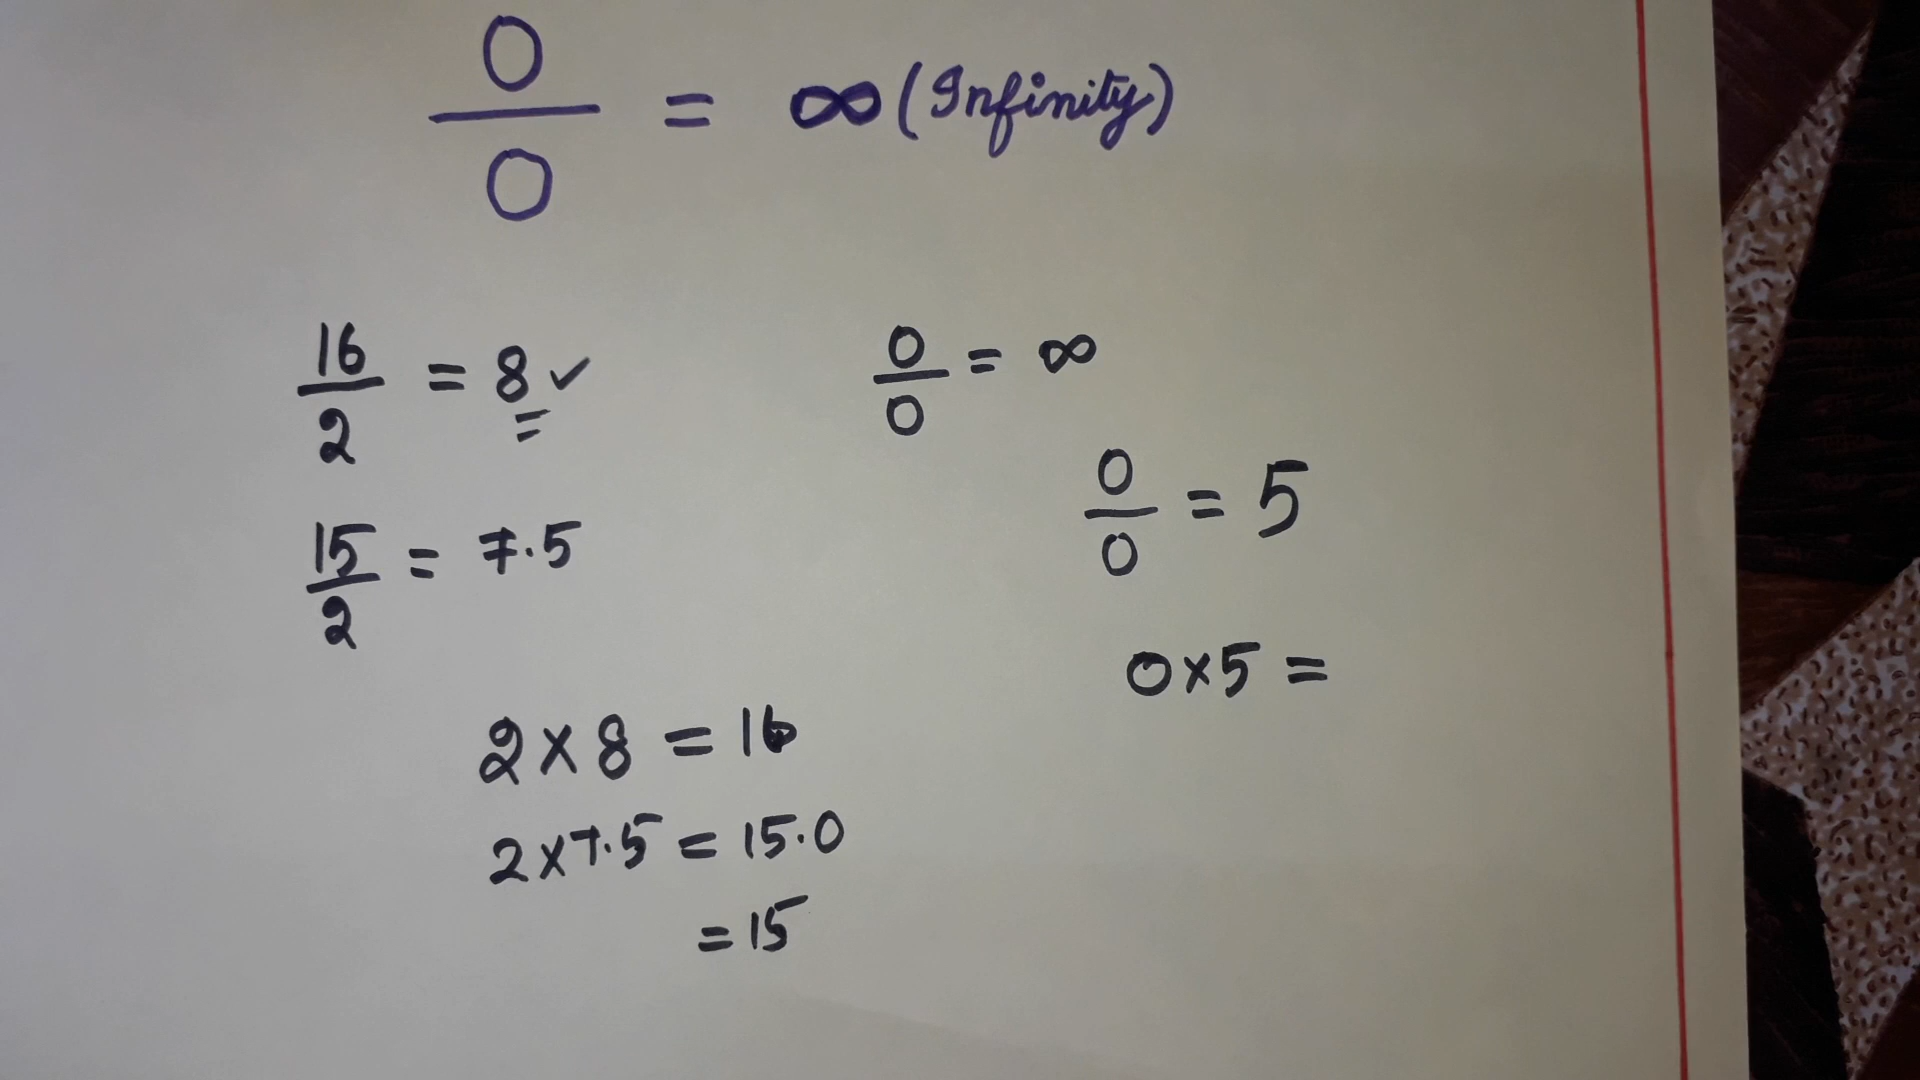 0/0 = ∞ (Infinity)
16/2 = 8 ✓
15/2 = 7.5
2 × 8 = 16
2 × 7.5 = 15.0
= 15
0/0 = ∞
0/0 = 5
0 × 5 =